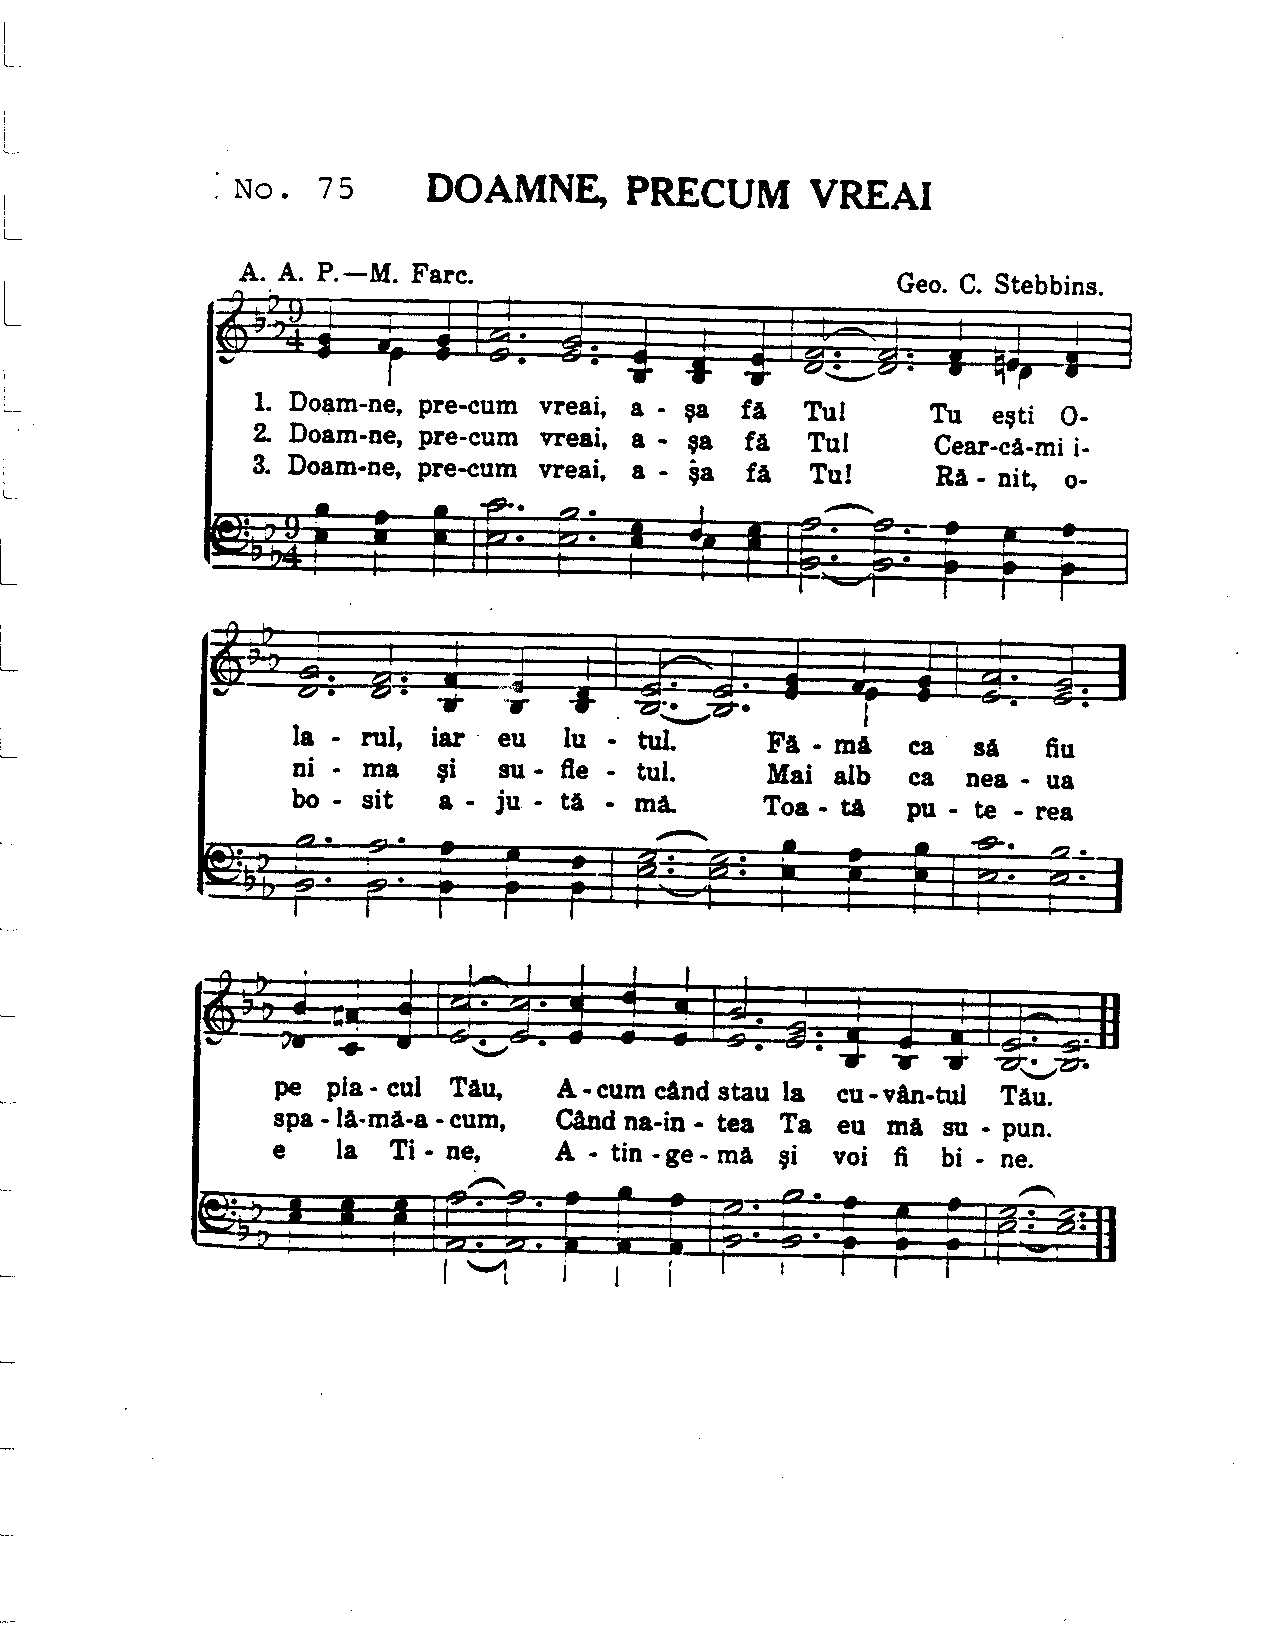 No. 75 DOAMNE, PRECUM VREAI
A. A. P.—M. Farc.
Geo. C. Stebbins.
9 4
1. Doam-ne, pre-cum vreai, a - şa fă Tu! Tu eşti O-
2. Doam-ne, pre-cum vreai, a - şa fă Tu! Cear-că-mi i-
3. Doam-ne, pre-cum vreai, a - şa fă Tu! Ră - nit, o-
9 4
la - rul, iar eu lu - tul. Fă - mă ca să fiu
ni - ma şi su - fle - tul. Mai alb ca nea - ua
bo - sit a - ju - tă - mă. Toa - tă pu - te - rea
pe pla - cul Tău, A - cum când stau la cu - vân-tul Tău.
spa - lă-mă-a - cum, Când na-in - tea Ta eu mă su - pun.
e la Ti - ne, A - tin - ge - mă şi voi fi bi - ne.